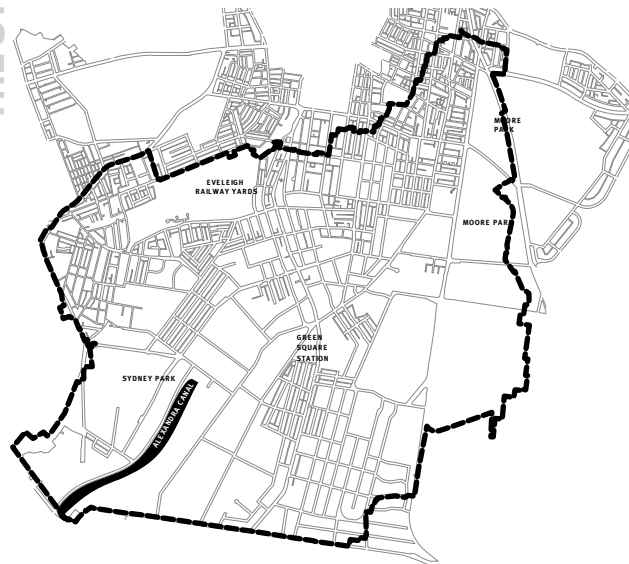 MOORE
PARK
EVELEIGH
RAILWAY YARDS
MOORE PARK
GREEN
SQUARE
STATION
SYDNEY PARK
ALEXANDRA CANAL